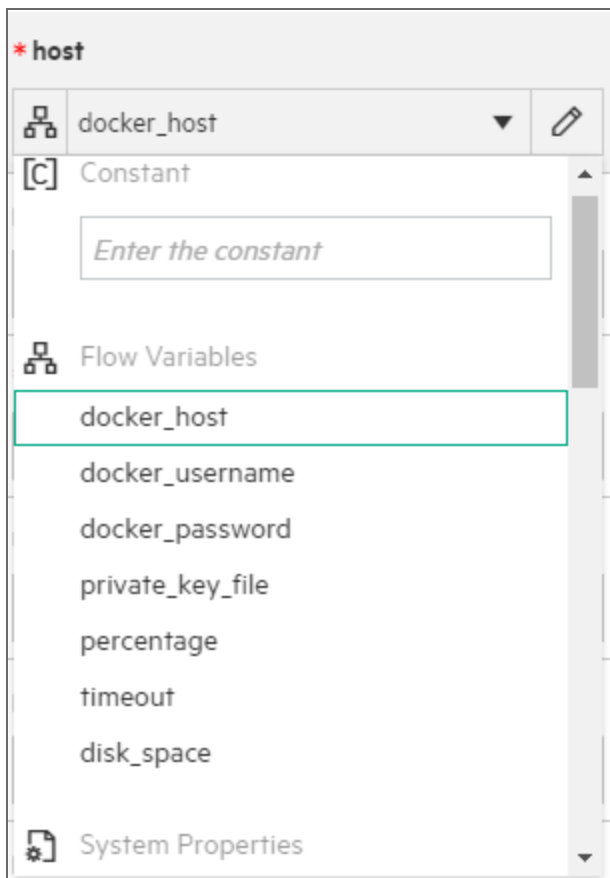 * host
docker_host
[C] Constant
Enter the constant
Flow Variables
docker_host
docker_username
docker_password
private_key_file
percentage
timeout
disk_space
System Properties